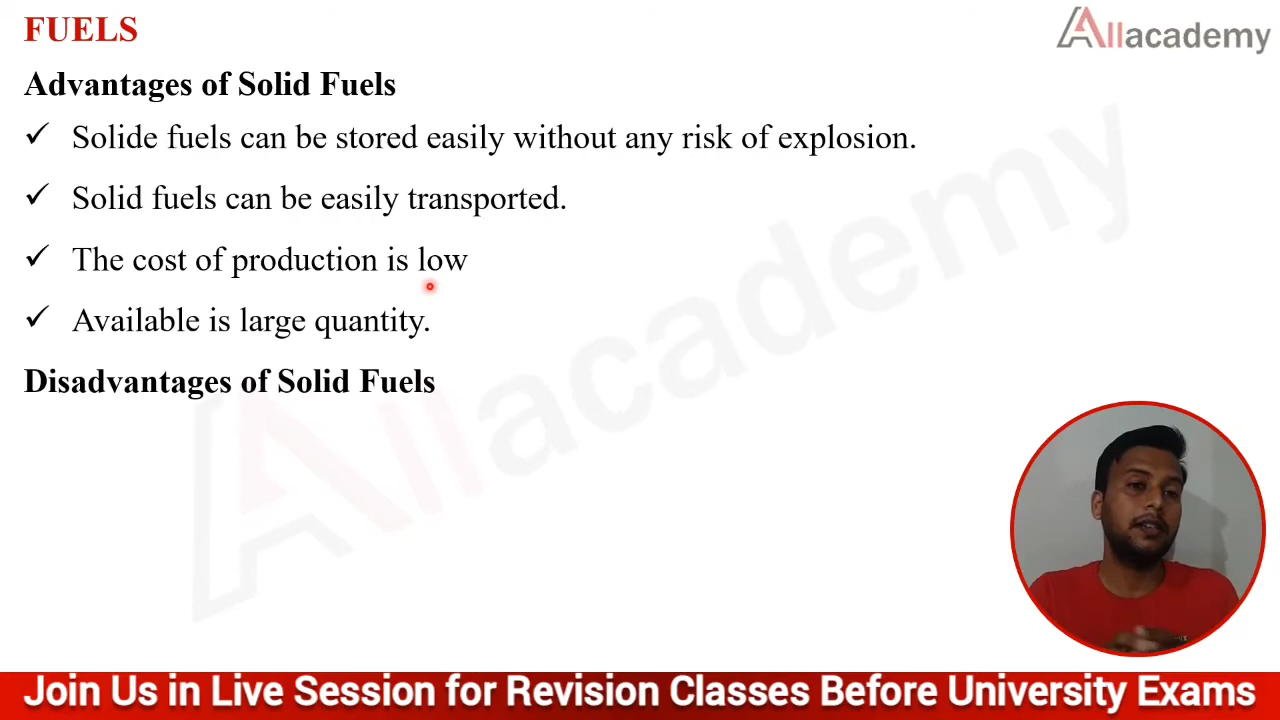 FUELS
Allacademy
Advantages of Solid Fuels
✓ Solide fuels can be stored easily without any risk of explosion.
✓ Solid fuels can be easily transported.
✓ The cost of production is low
✓ Available is large quantity.
Disadvantages of Solid Fuels
Allacademy
Join Us in Live Session for Revision Classes Before University Exams